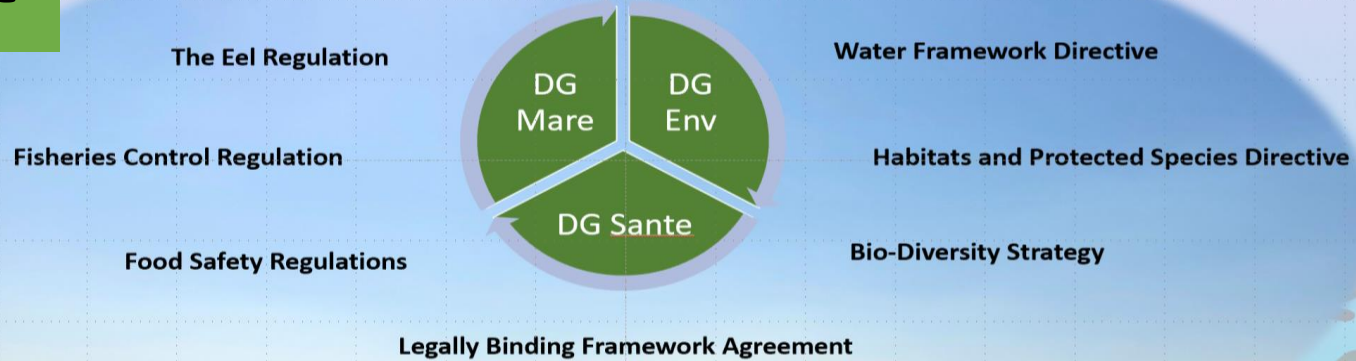 The Eel Regulation
Water Framework Directive
DG
Mare
DG
Env
Fisheries Control Regulation
Habitats and Protected Species Directive
DG Sante
Food Safety Regulations
Bio-Diversity Strategy
Legally Binding Framework Agreement